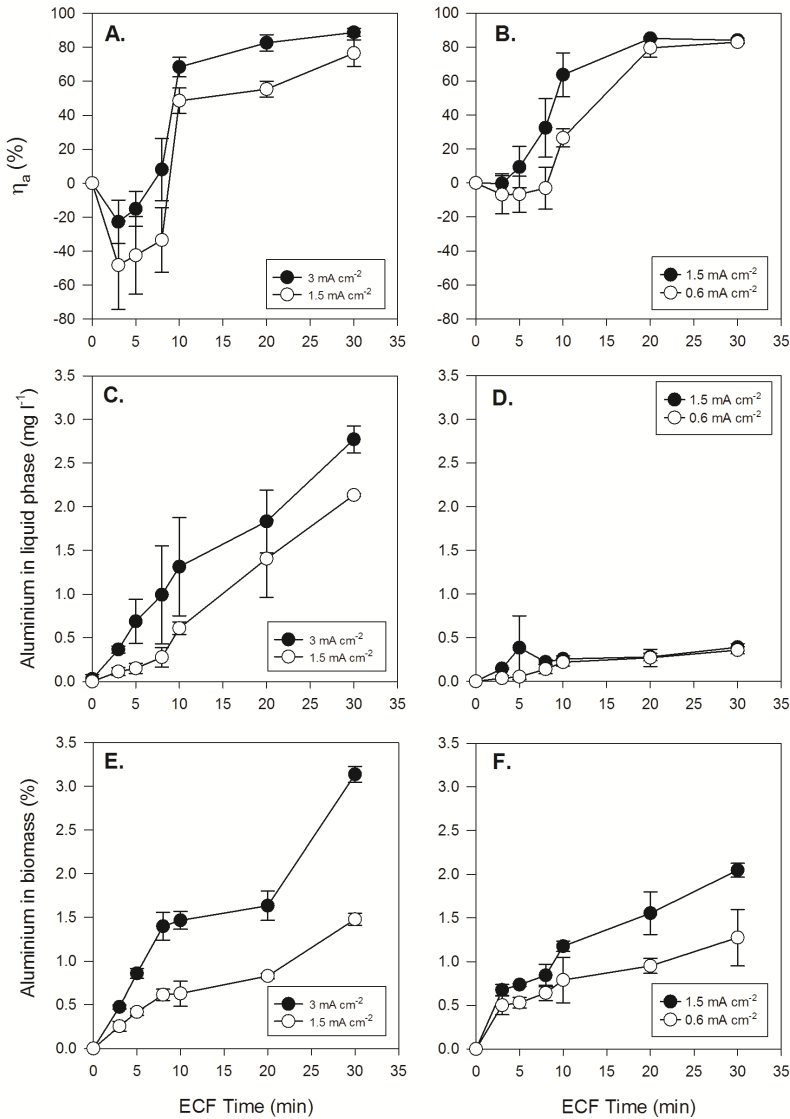 A.
B.
ηa (%)
100
80
60
40
20
0
-20
-40
-60
-80
3 mA cm-2
1.5 mA cm-2
0 5 10 15 20 25 30 35
100
80
60
40
20
0
-20
-40
-60
-80
1.5 mA cm-2
0.6 mA cm-2
0 5 10 15 20 25 30 35
C.
D.
Aluminium in liquid phase (mg l-1)
3.5
3.0
2.5
2.0
1.5
1.0
0.5
0.0
3 mA cm-2
1.5 mA cm-2
0 5 10 15 20 25 30 35
3.5
3.0
2.5
2.0
1.5
1.0
0.5
0.0
1.5 mA cm-2
0.6 mA cm-2
0 5 10 15 20 25 30 35
E.
F.
Aluminium in biomass (%)
3.5
3.0
2.5
2.0
1.5
1.0
0.5
0.0
3 mA cm-2
1.5 mA cm-2
0 5 10 15 20 25 30 35
ECF Time (min)
3.5
3.0
2.5
2.0
1.5
1.0
0.5
0.0
1.5 mA cm-2
0.6 mA cm-2
0 5 10 15 20 25 30 35
ECF Time (min)